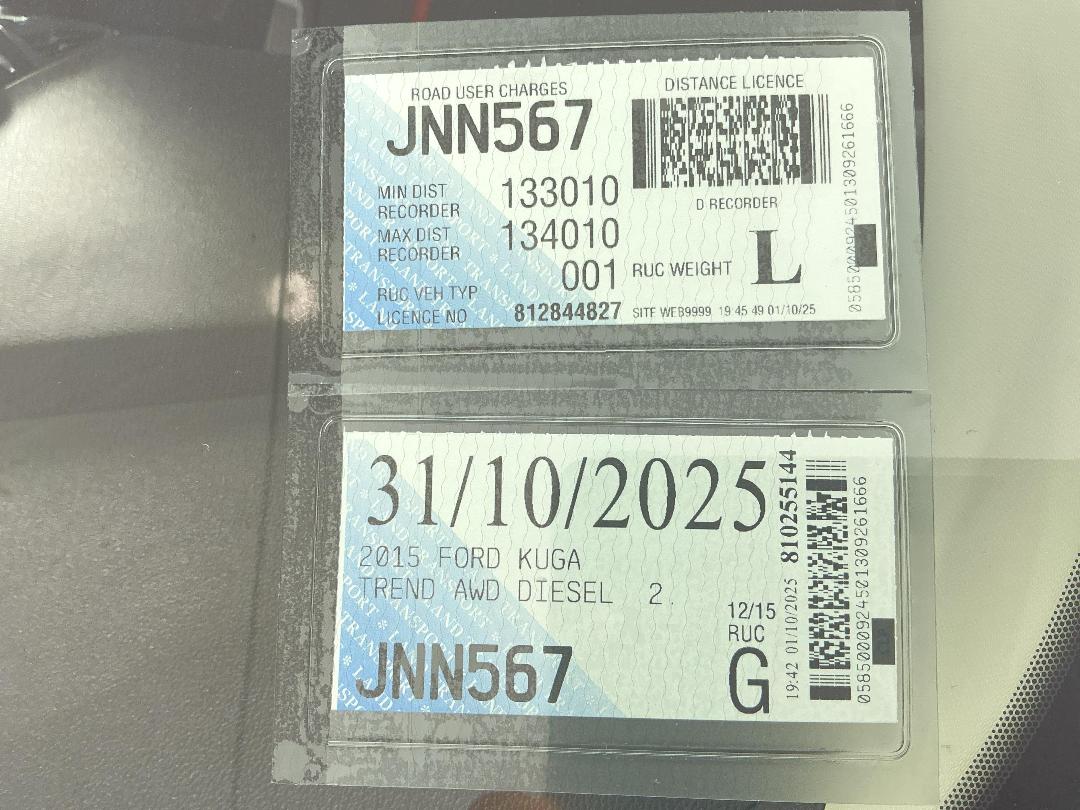 ROAD USER CHARGES
DISTANCE LICENCE
JNN567
MIN DIST RECORDER 133010
MAX DIST RECORDER 134010
D RECORDER
RUC VEH TYP 001
RUC WEIGHT L
LICENCE NO 812844827
SITE WEB9999 19 45 49 01/10/25
31/10/2025
2015 FORD KUGA
TREND AWD DIESEL 2.
12/15
RUC
G
JNN567
19:42 01/10/2025 810255144
05850000924501309261666